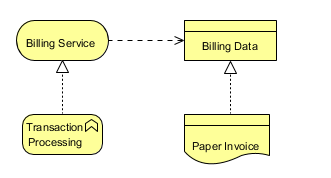 Billing Service
Billing Data
Transaction
Processing
Paper Invoice